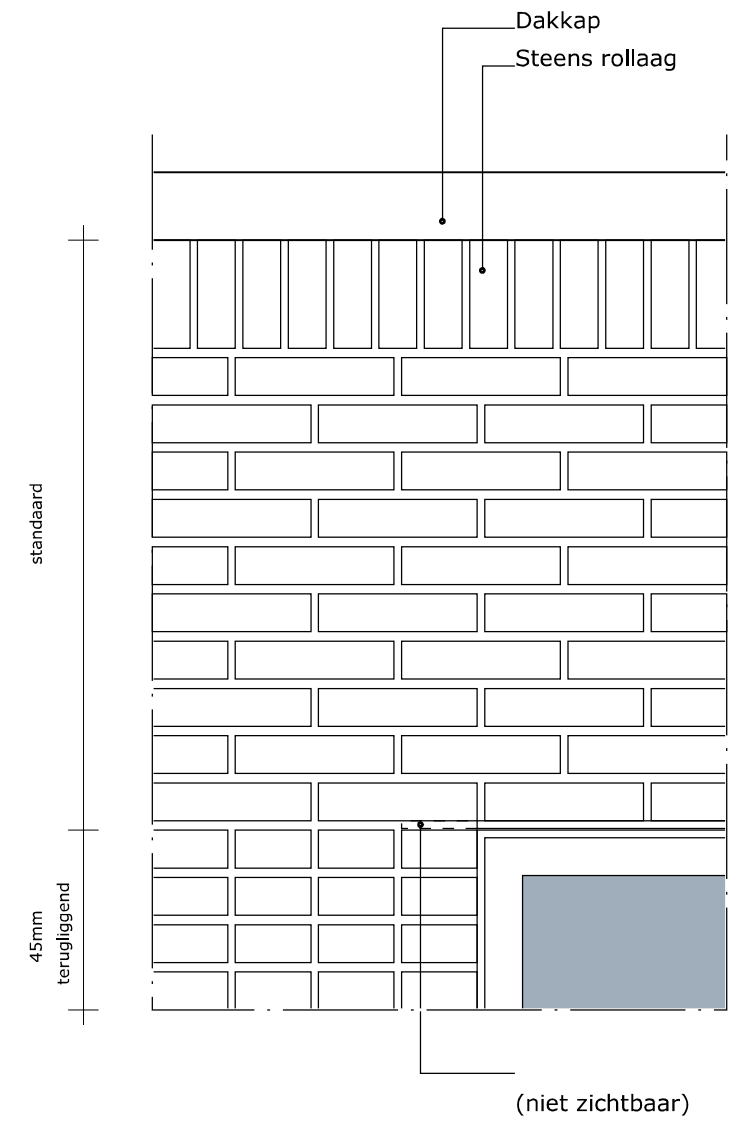 Dakkap
Steens rollaag
standaard
45mm
terugliggend
(niet zichtbaar)